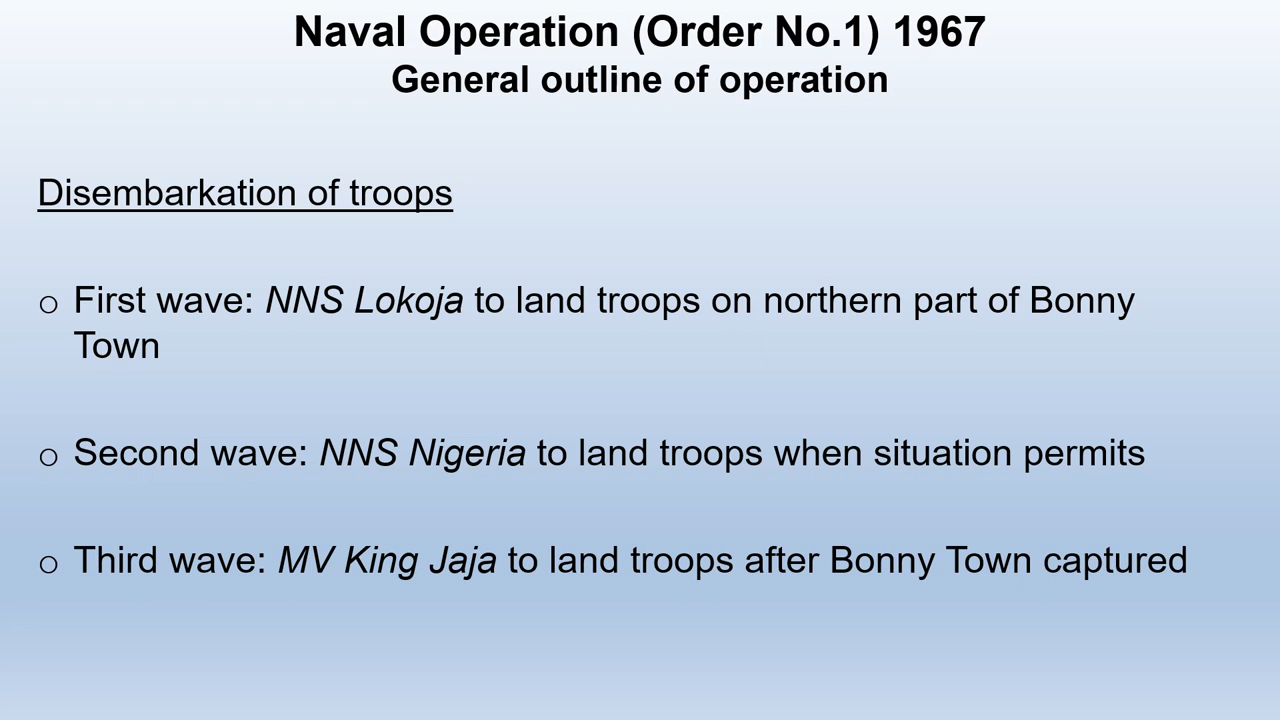 Naval Operation (Order No.1) 1967
General outline of operation
Disembarkation of troops
o First wave: NNS Lokoja to land troops on northern part of Bonny
Town
o Second wave: NNS Nigeria to land troops when situation permits
o Third wave: MV King Jaja to land troops after Bonny Town captured